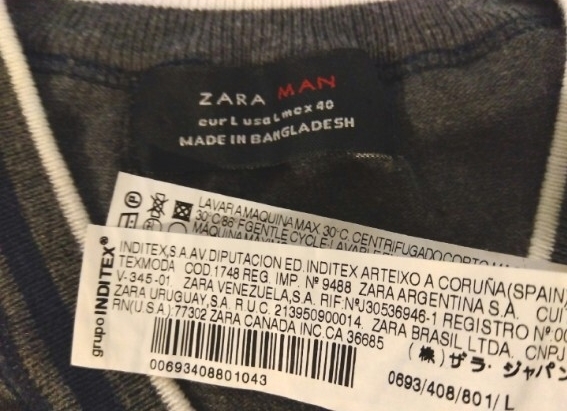 ZARA MAN
eur L usa L mex 40
MADE IN BANGLADESH
LAVAR A MAQUINA MAX 30°C. CENTRIFUGADO CORTO
30°C/86°F GENTLE CYCLE
grupo INDITEX®
INDITEX,S.A.AV.DIPUTACION ED.INDITEX ARTEIXO A CORUÑA(SPAIN)
TEXMODA COD.1748 REG. IMP. Nº 9488 ZARA ARGENTINA S.A. CUI
V-345-01. ZARA VENEZUELA,S.A. RIF:NºJ30536946-1 REGISTRO Nº.00
ZARA URUGUAY,S.A. R.U.C. 213950900014. ZARA BRASIL LTDA. CNPJ
RN(U.S.A.)77302 ZARA CANADA INC.CA 36685
(株)ザラ・ジャパン
00693408801043
0693/408/801/L